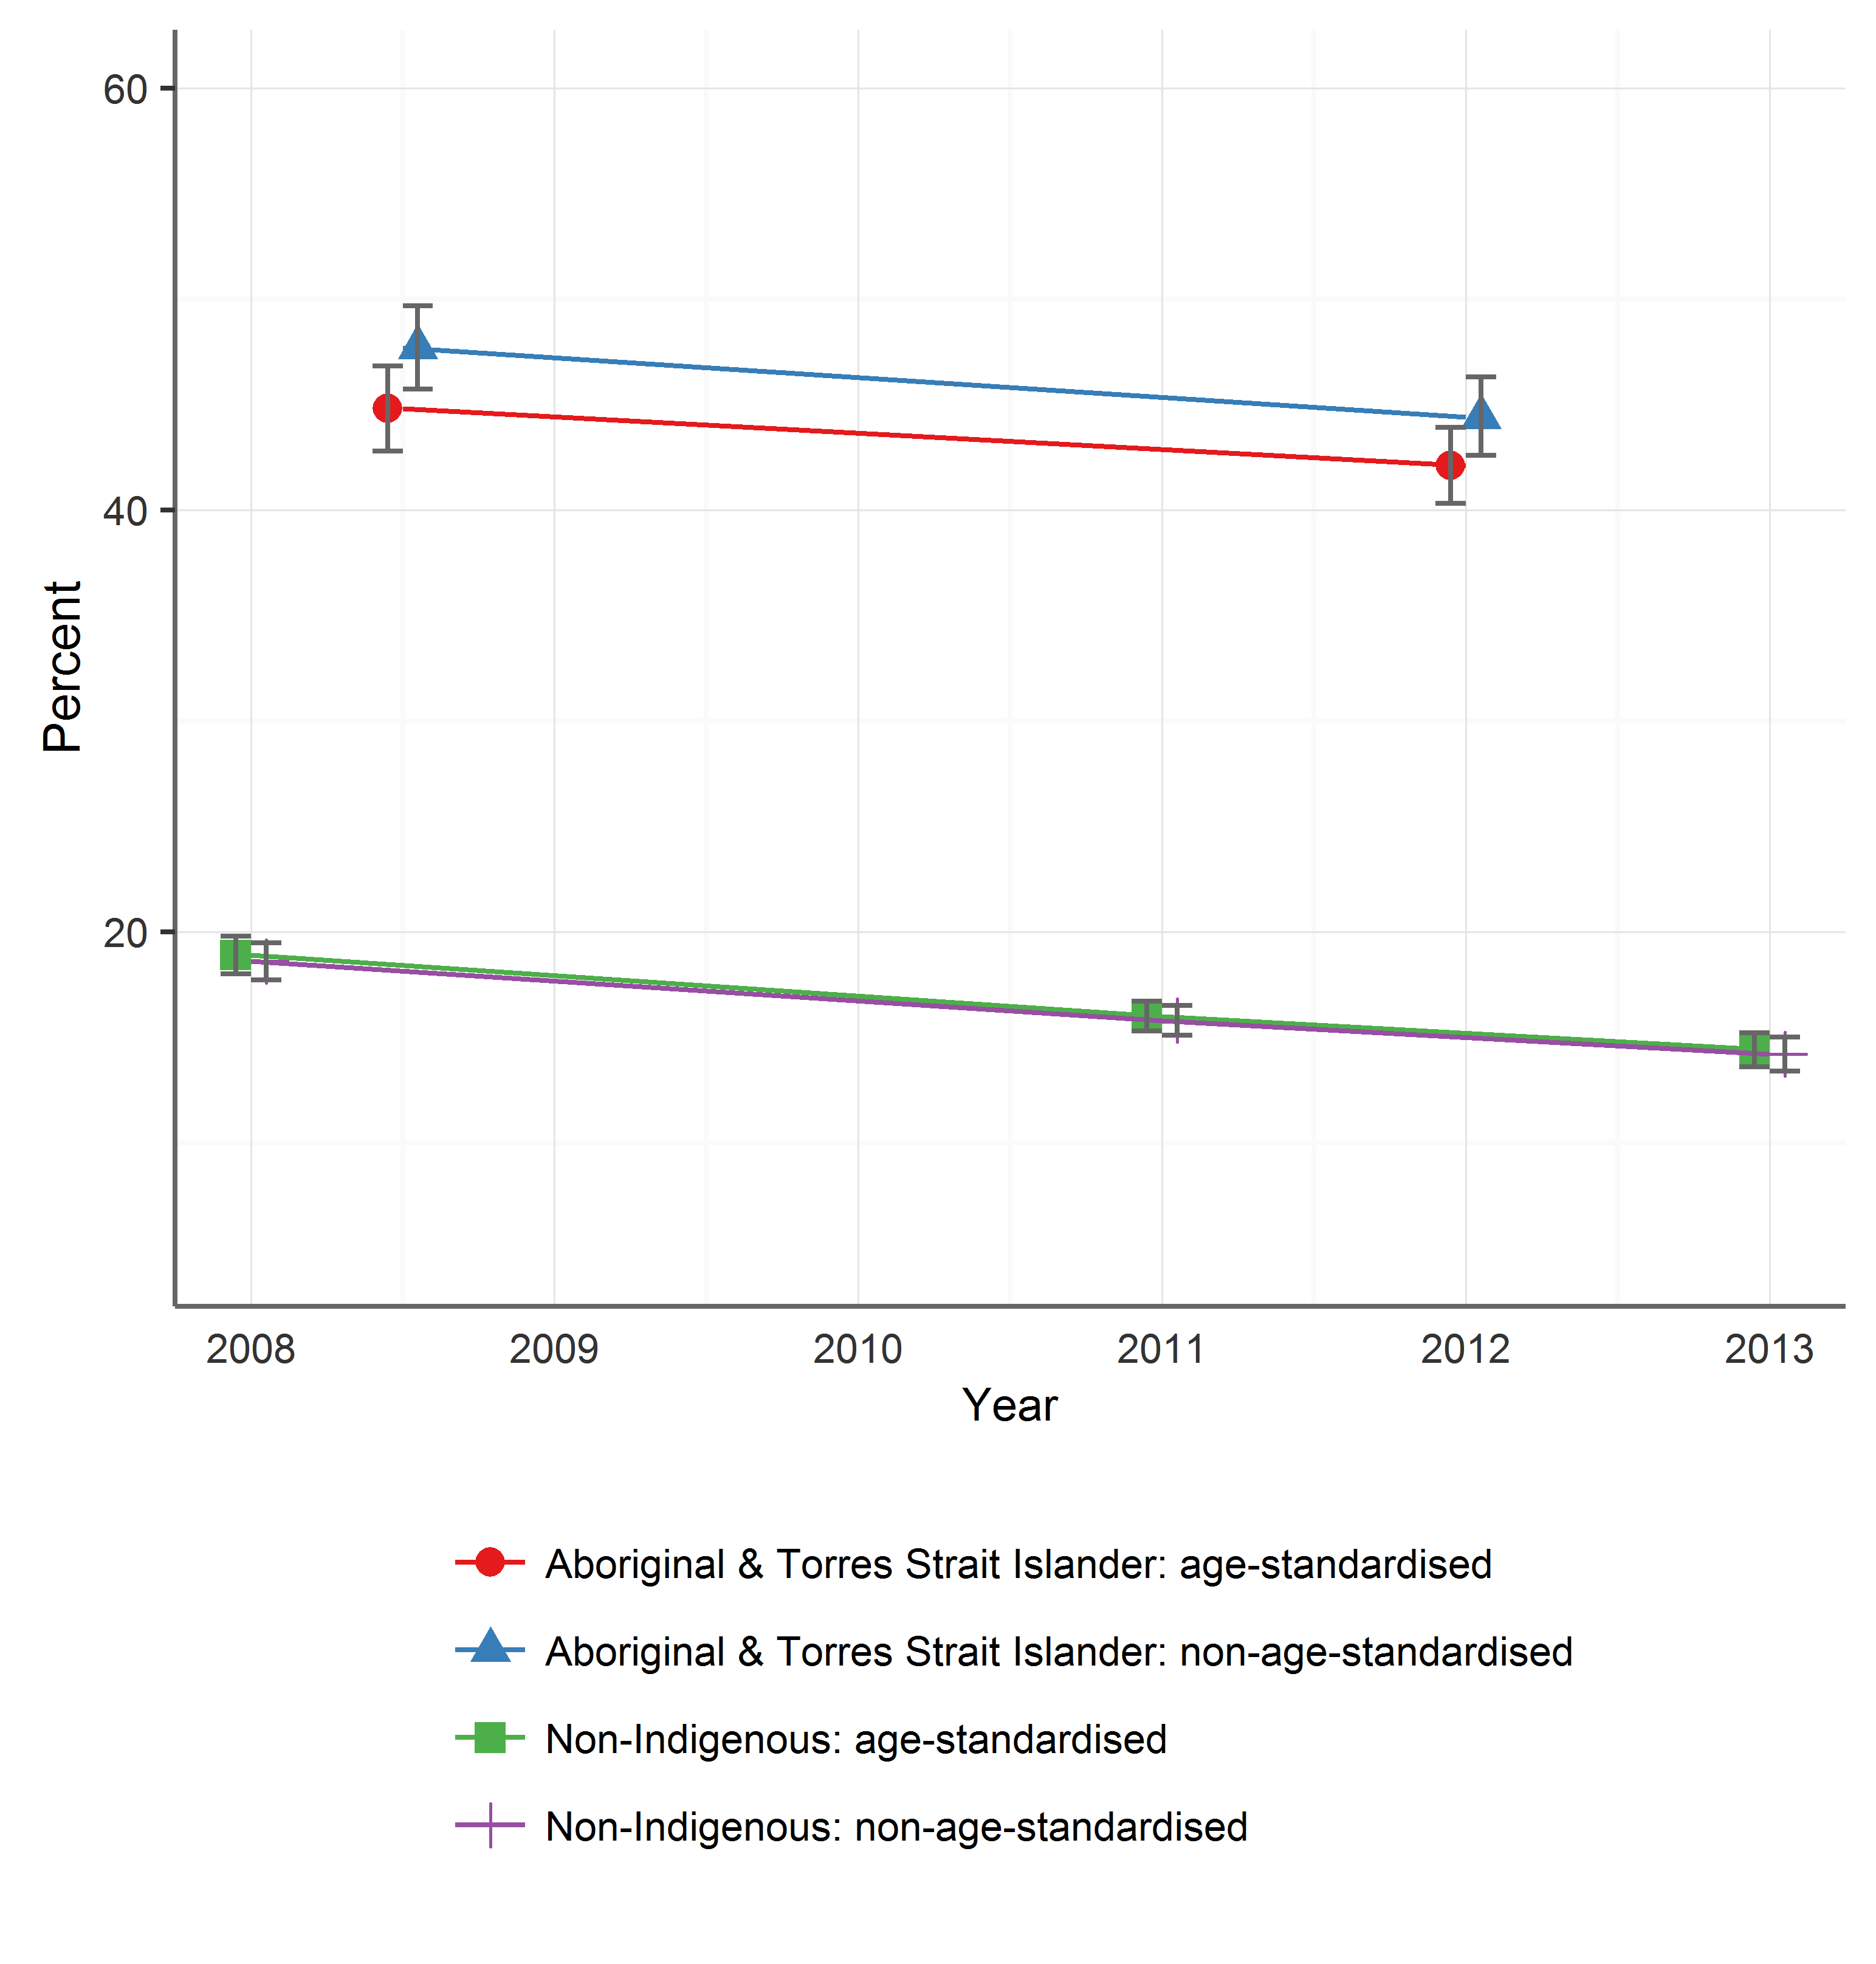 60
40
20
Percent
2008 2009 2010 2011 2012 2013
Year
Aboriginal & Torres Strait Islander: age-standardised
Aboriginal & Torres Strait Islander: non-age-standardised
Non-Indigenous: age-standardised
Non-Indigenous: non-age-standardised